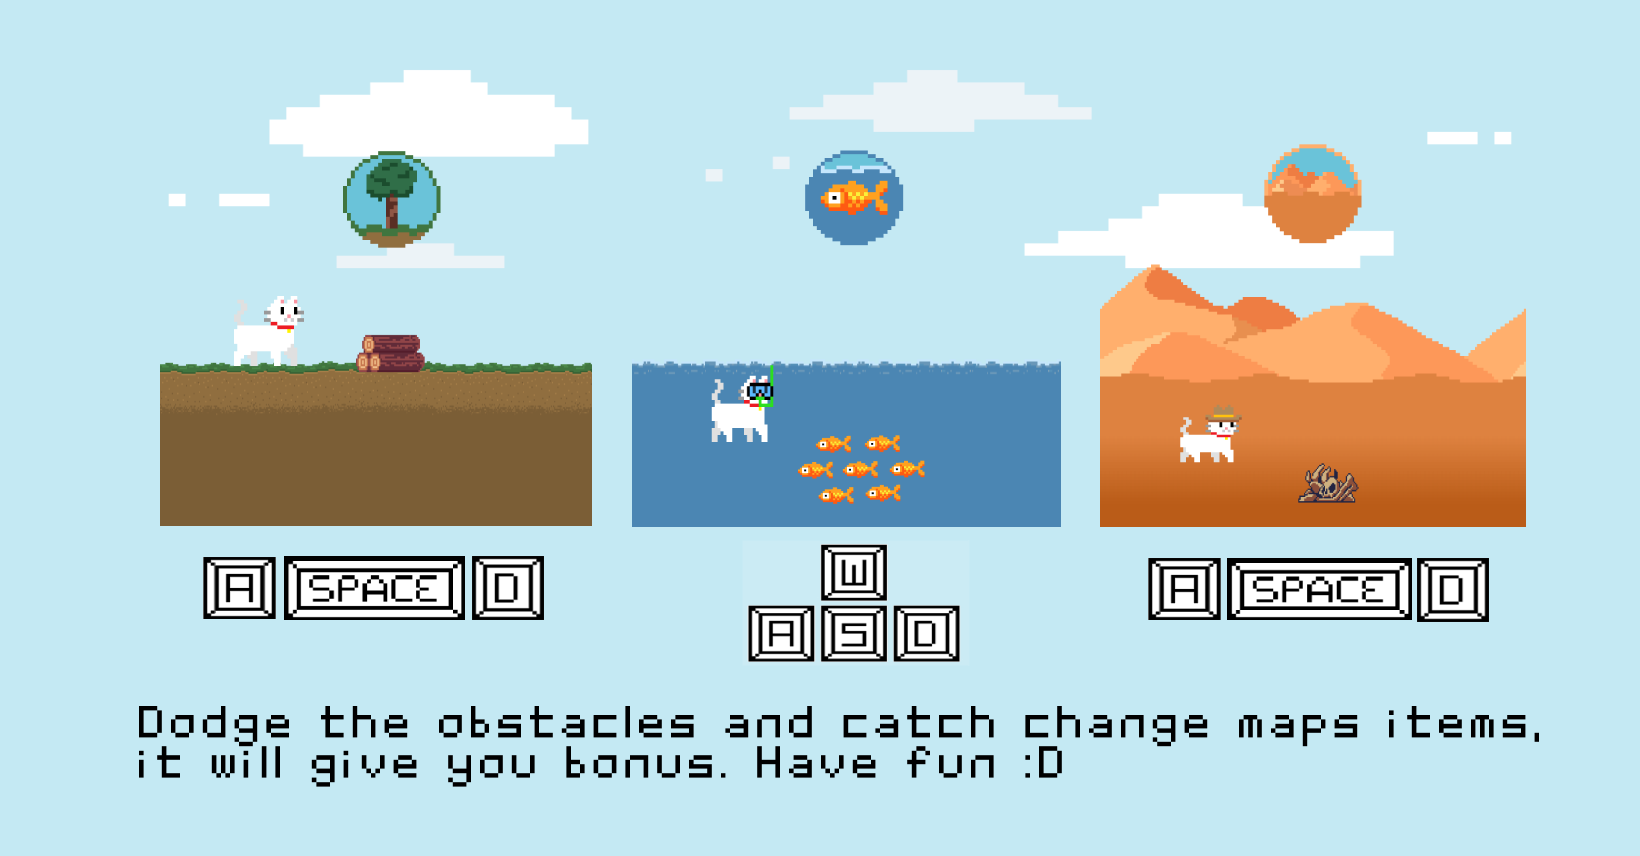 A SPACE D
W
A S D
A SPACE D
Dodge the obstacles and catch change maps items,
it will give you bonus. Have fun :D